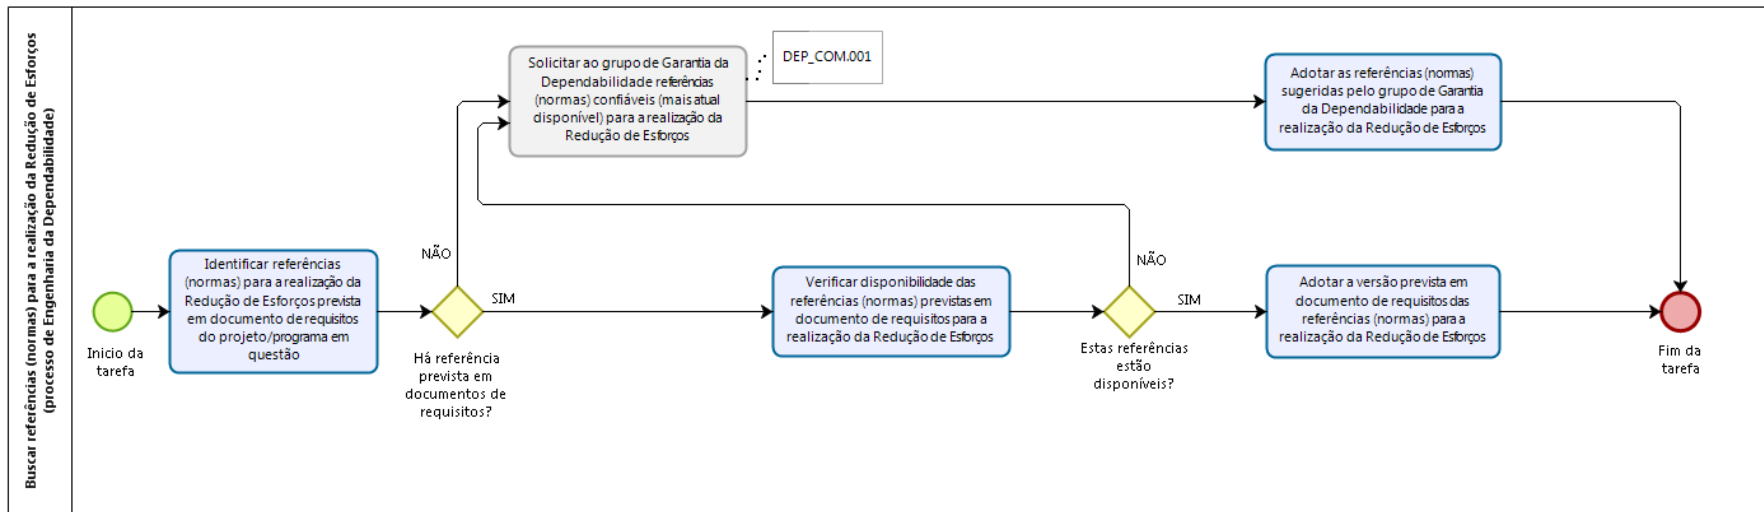 Buscar referências (normas) para a realização da Redução de Esforços
(processo de Engenharia da Dependabilidade)
Inicio da
tarefa
Identificar referências
(normas) para a realização da
Redução de Esforços prevista
em documento de requisitos
do projeto/programa em
questão
Há referência
prevista em
documentos de
requisitos?
NÃO
SIM
Solicitar ao grupo de Garantia da
Dependabilidade referências
(normas) confiáveis (mais atual
disponível) para a realização da
Redução de Esforços
DEP_COM.001
Verificar disponibilidade das
referências (normas) previstas em
documento de requisitos para a
realização da Redução de Esforços
Estas referências
estão
disponíveis?
NÃO
SIM
Adotar as referências (normas)
sugeridas pelo grupo de Garantia
da Dependabilidade para a
realização da Redução de Esforços
Adotar a versão prevista em
documento de requisitos das
referências (normas) para a
realização da Redução de Esforços
Fim da
tarefa